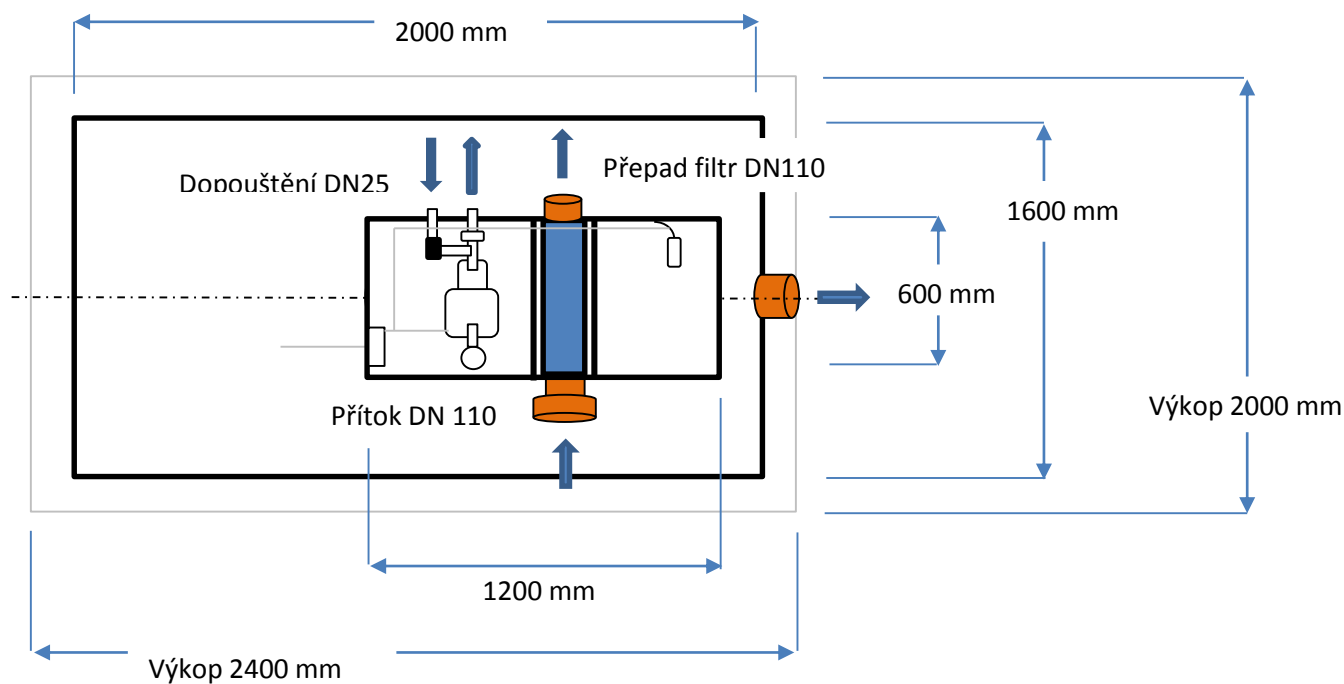 2000 mm
Dopouštění DN25
Přepad filtr DN110
1600 mm
600 mm
Výkop 2000 mm
Přítok DN 110
1200 mm
Výkop 2400 mm